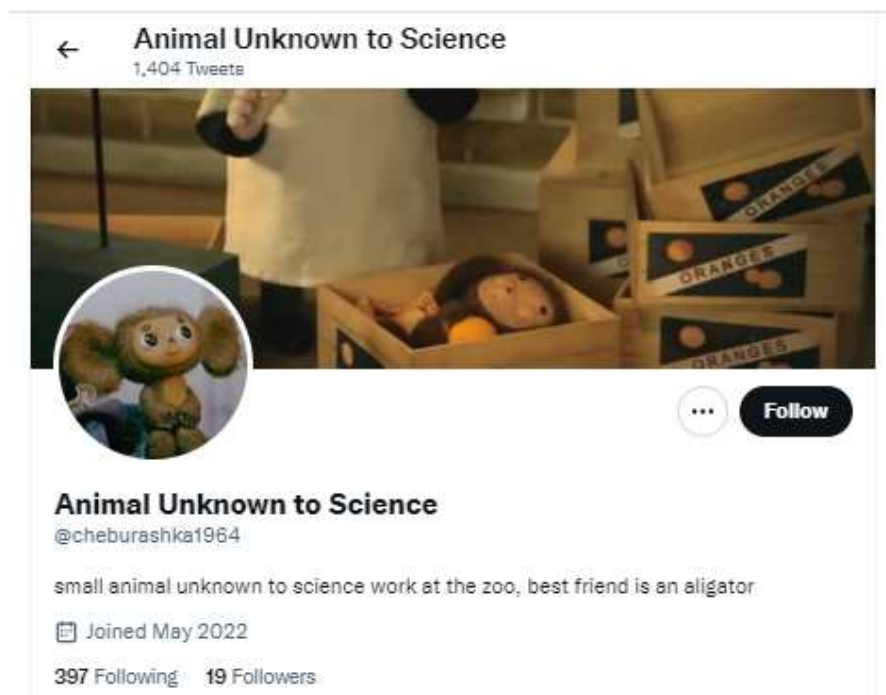 Animal Unknown to Science
1,404 Tweets
ORANGES
ORANGES
ORANGES
Follow
Animal Unknown to Science
@cheburashka1964
small animal unknown to science work at the zoo, best friend is an aligator
Joined May 2022
397 Following 19 Followers